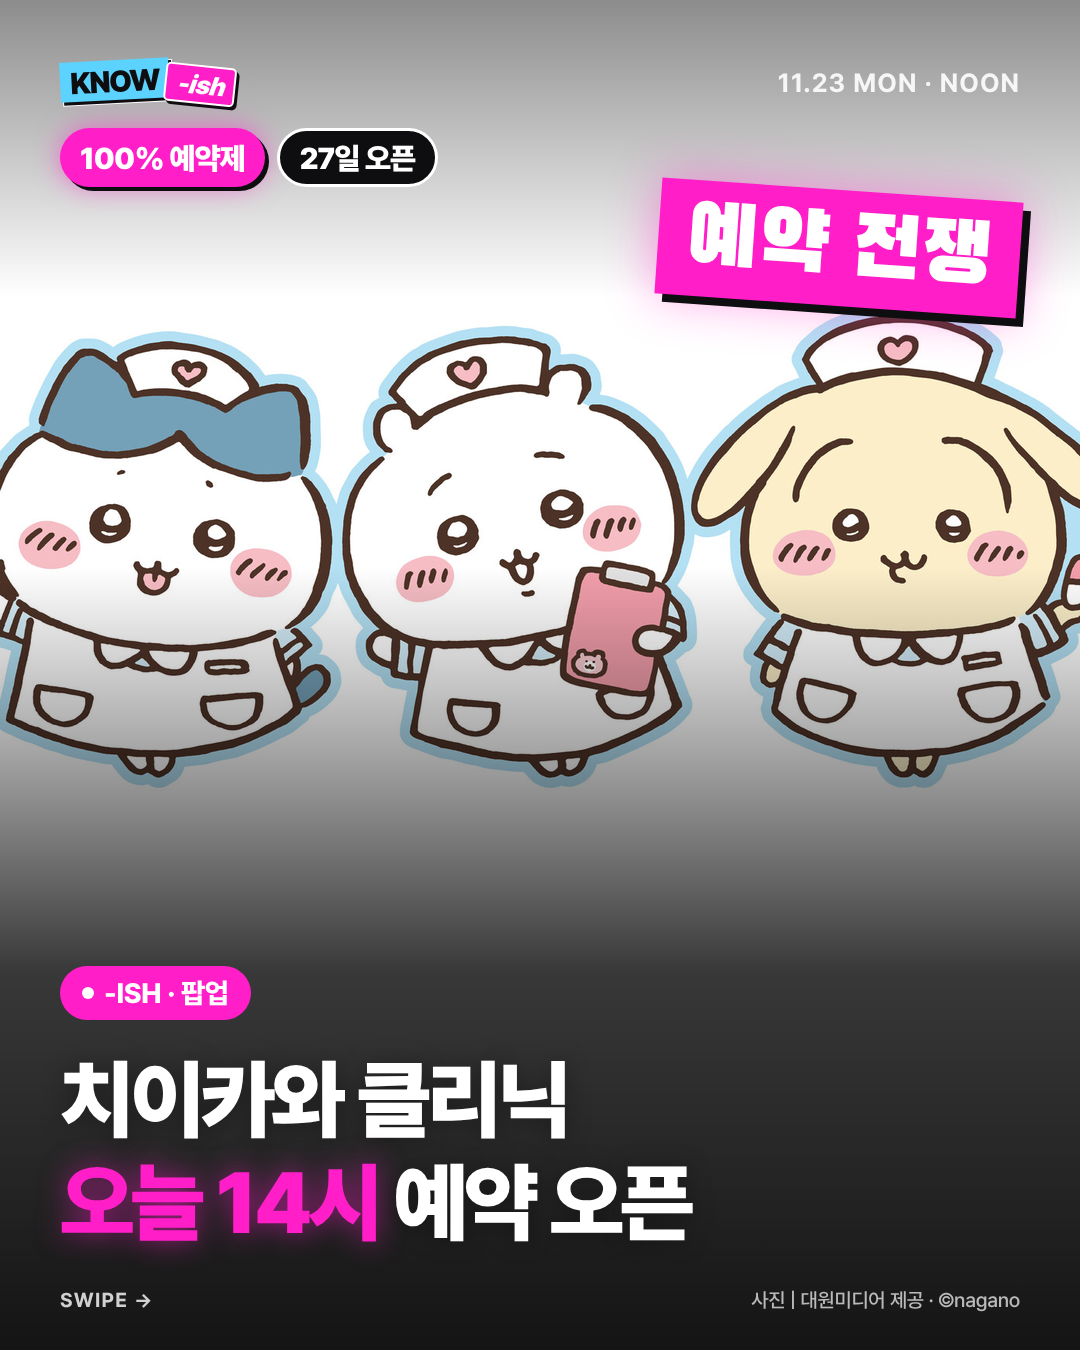 KNOW -ish
11.23 MON · NOON
100% 예약제
27일 오픈
예약 전쟁
-ISH · 팝업
치이카와 클리닉
오늘 14시 예약 오픈
SWIPE →
사진 | 대원미디어 제공 · ©nagano